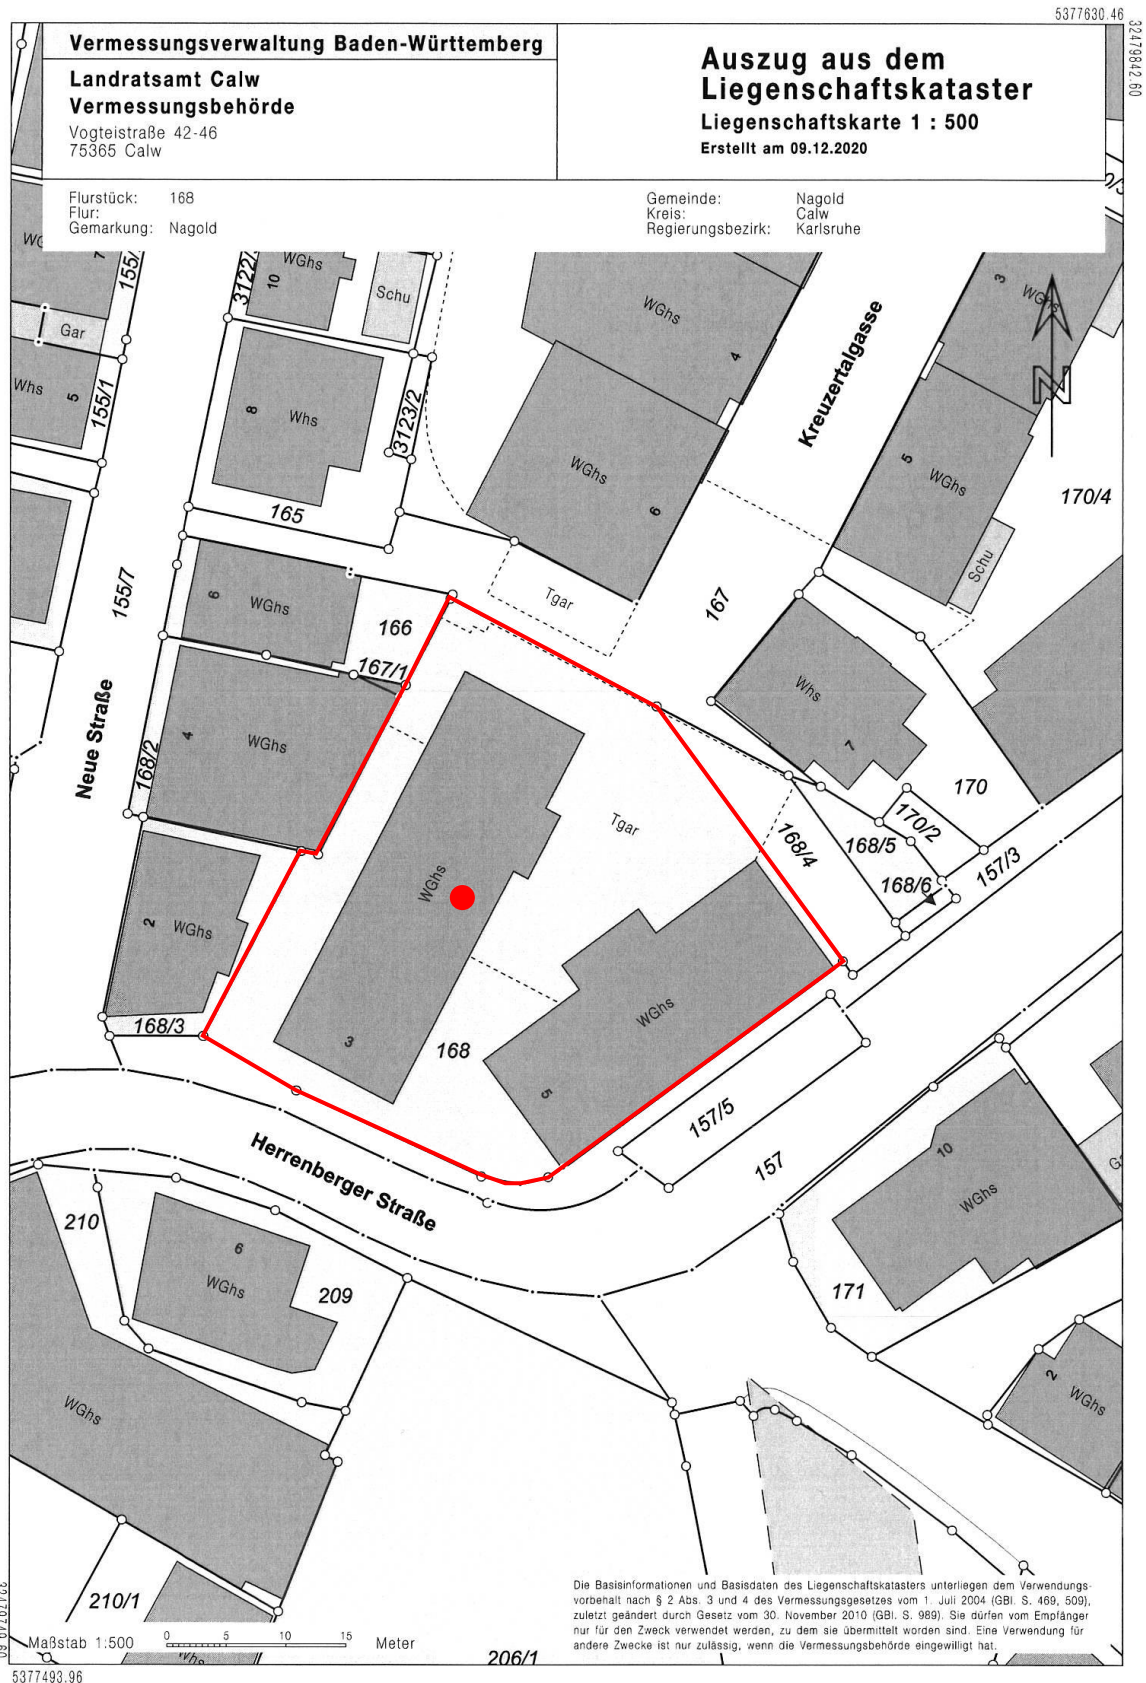 5377630.46
32479842.60
Vermessungsverwaltung Baden-Württemberg
Landratsamt Calw
Vermessungsbehörde
Vogteistraße 42-46
75365 Calw
Auszug aus dem
Liegenschaftskataster
Liegenschaftskarte 1 : 500
Erstellt am 09.12.2020
Flurstück: 168
Flur:
Gemarkung: Nagold
Gemeinde: Nagold
Kreis: Calw
Regierungsbezirk: Karlsruhe
7
155/
3122/
WGhs
10
Schu
WGhs
4
Kreuzertalgasse
3
WGhs
N
Gar
Whs
5
155/1
8
Whs
3123/2
WGhs
6
5
WGhs
170/4
165
155/7
6
WGhs
166
167/1
Tgar
167
Schu
Neue Straße
168/2
4
WGhs
Whs
7
170
170/2
Tgar
168/4
168/5
168/6
157/3
WGhs
2
WGhs
168/3
3
168
WGhs
5
157/5
157
Herrenberger Straße
10
WGhs
210
6
WGhs
209
171
2
WGhs
WGhs
210/1
Whs
206/1
Die Basisinformationen und Basisdaten des Liegenschaftskatasters unterliegen dem Verwendungs-
vorbehalt nach § 2 Abs. 3 und 4 des Vermessungsgesetzes vom 1. Juli 2004 (GBl. S. 469, 509),
zuletzt geändert durch Gesetz vom 30. November 2010 (GBl. S. 989). Sie dürfen vom Empfänger
nur für den Zweck verwendet werden, zu dem sie übermittelt worden sind. Eine Verwendung für
andere Zwecke ist nur zulässig, wenn die Vermessungsbehörde eingewilligt hat.
Maßstab 1:500
0 5 10 15 Meter
5377493.96